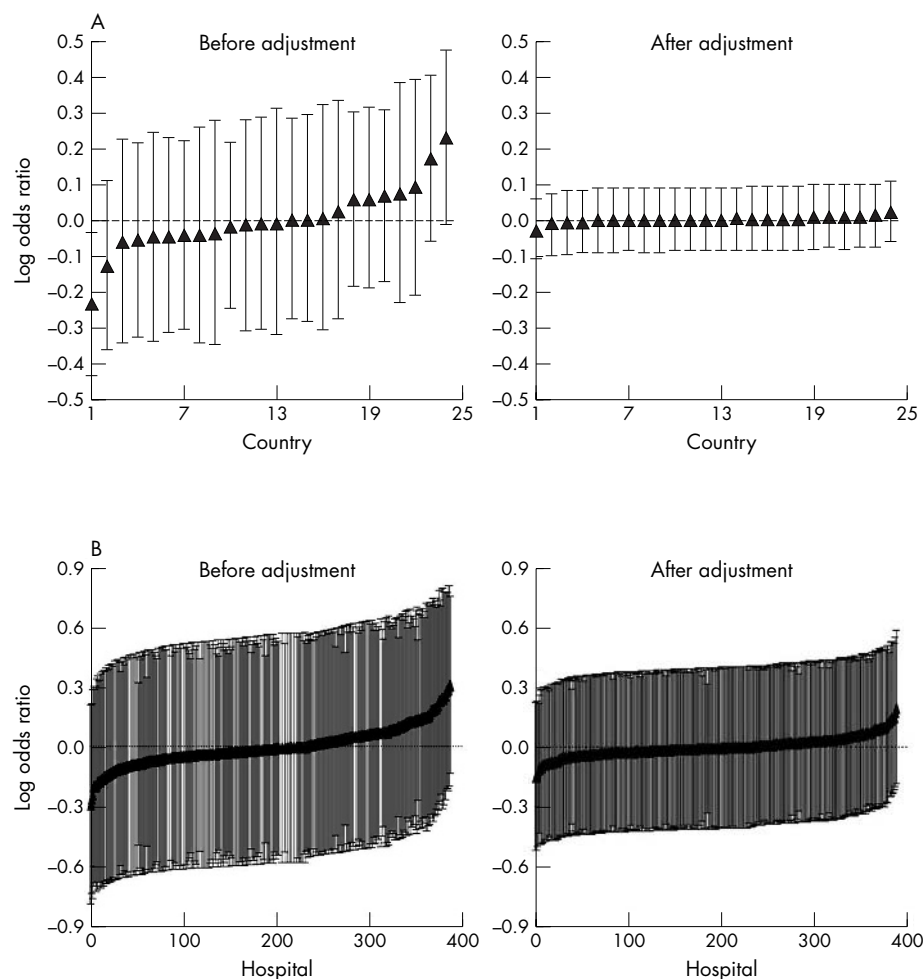 A
Before adjustment
After adjustment
Log odds ratio
0.5
0.4
0.3
0.2
0.1
0.0
–0.1
–0.2
–0.3
–0.4
–0.5
1 7 13 19 25
Country
0.5
0.4
0.3
0.2
0.1
0.0
–0.1
–0.2
–0.3
–0.4
–0.5
1 7 13 19 25
Country
B
Before adjustment
After adjustment
Log odds ratio
0.9
0.6
0.3
0.0
–0.3
–0.6
–0.9
0 100 200 300 400
Hospital
0.9
0.6
0.3
0.0
–0.3
–0.6
–0.9
0 100 200 300 400
Hospital